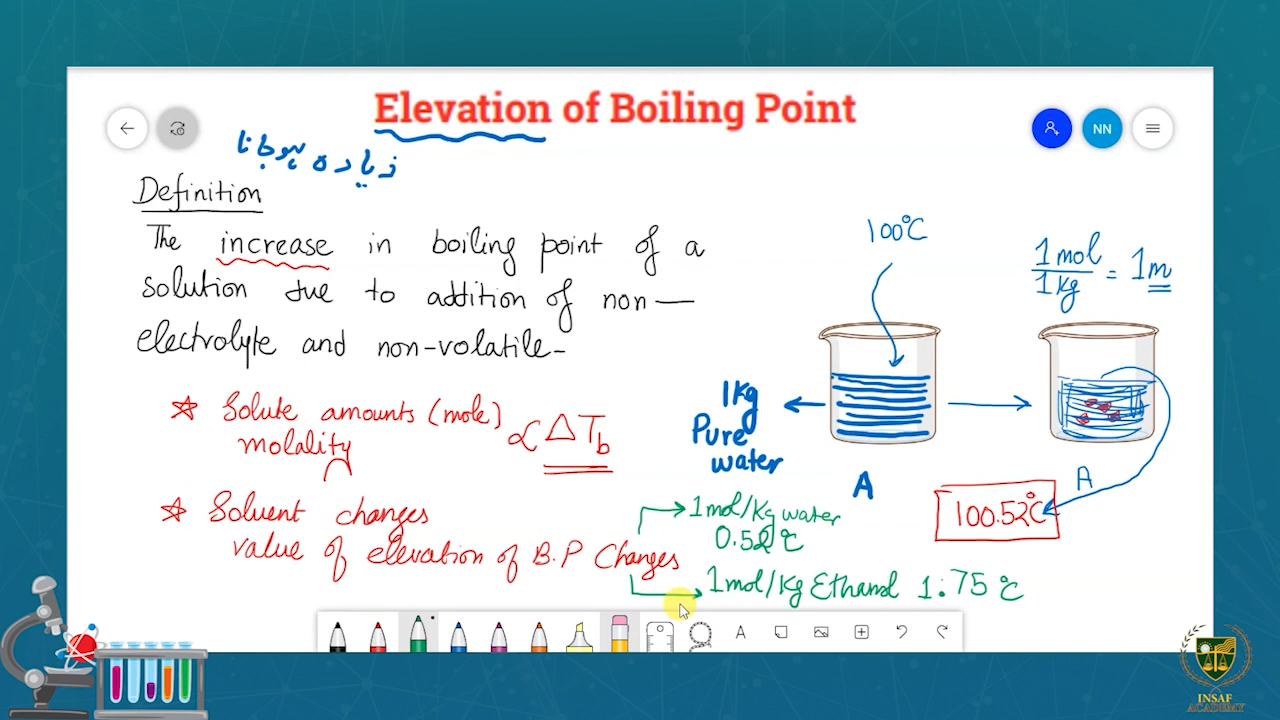 Elevation of Boiling Point
زیادہ ہوجانا
NN
Definition
The increase in boiling point of a
solution due to addition of non—
electrolyte and non-volatile-
☆ Solute amounts (mole)
molality
∝ ΔTb
☆ Solvent changes
value of elevation of B.P Changes
1mol/Kg water
0.52°C
1mol/Kg Ethanol 1.75°C
100°C
1 mol
1 Kg
= 1m
1Kg
Pure
water
A
A
100.52°C
A
INSAF
ACADEMY